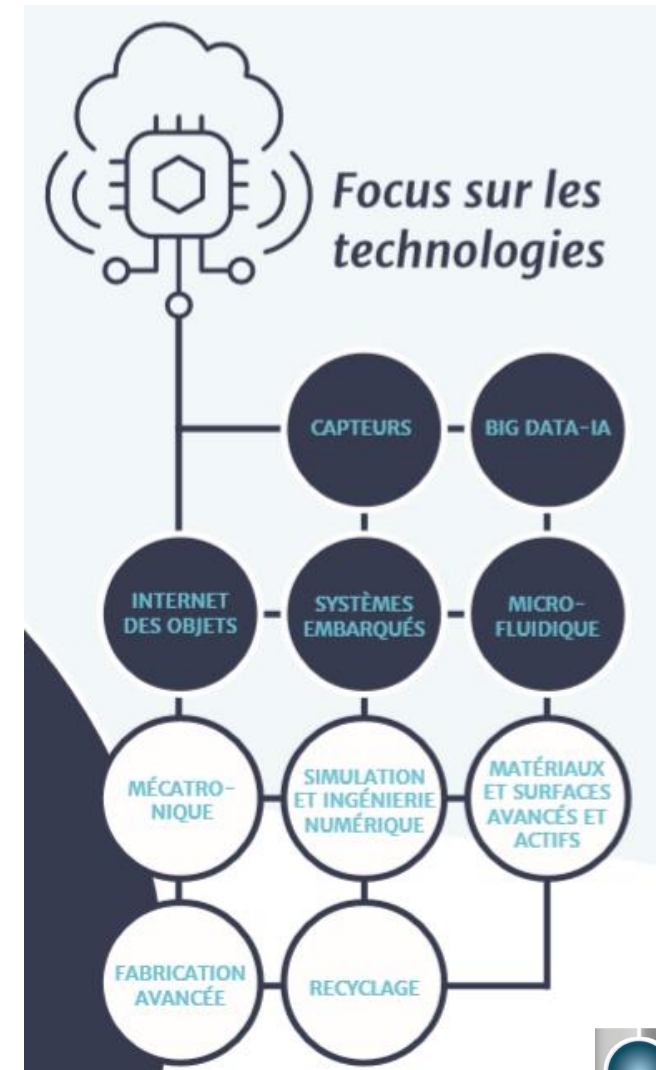 Focus sur les
technologies
CAPTEURS
BIG DATA-IA
INTERNET
DES OBJETS
SYSTÈMES
EMBARQUÉS
MICRO-
FLUIDIQUE
MÉCATRO-
NIQUE
SIMULATION
ET INGÉNIERIE
NUMÉRIQUE
MATÉRIAUX
ET SURFACES
AVANCÉS ET
ACTIFS
FABRICATION
AVANCÉE
RECYCLAGE